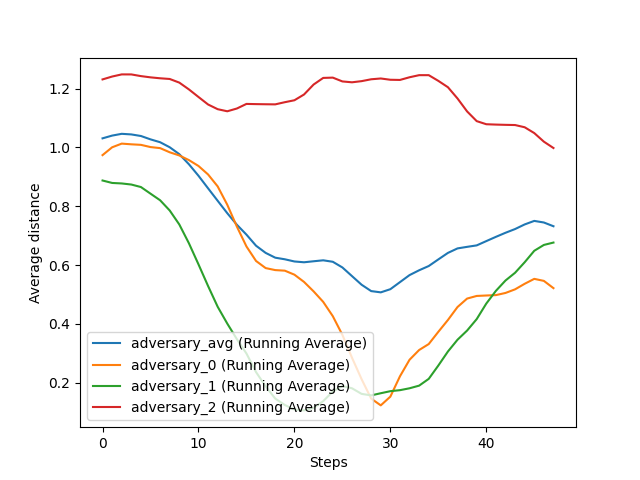 1.2
1.0
0.8
0.6
0.4
0.2
Average distance
adversary_avg (Running Average)
adversary_0 (Running Average)
adversary_1 (Running Average)
adversary_2 (Running Average)
0 10 20 30 40
Steps